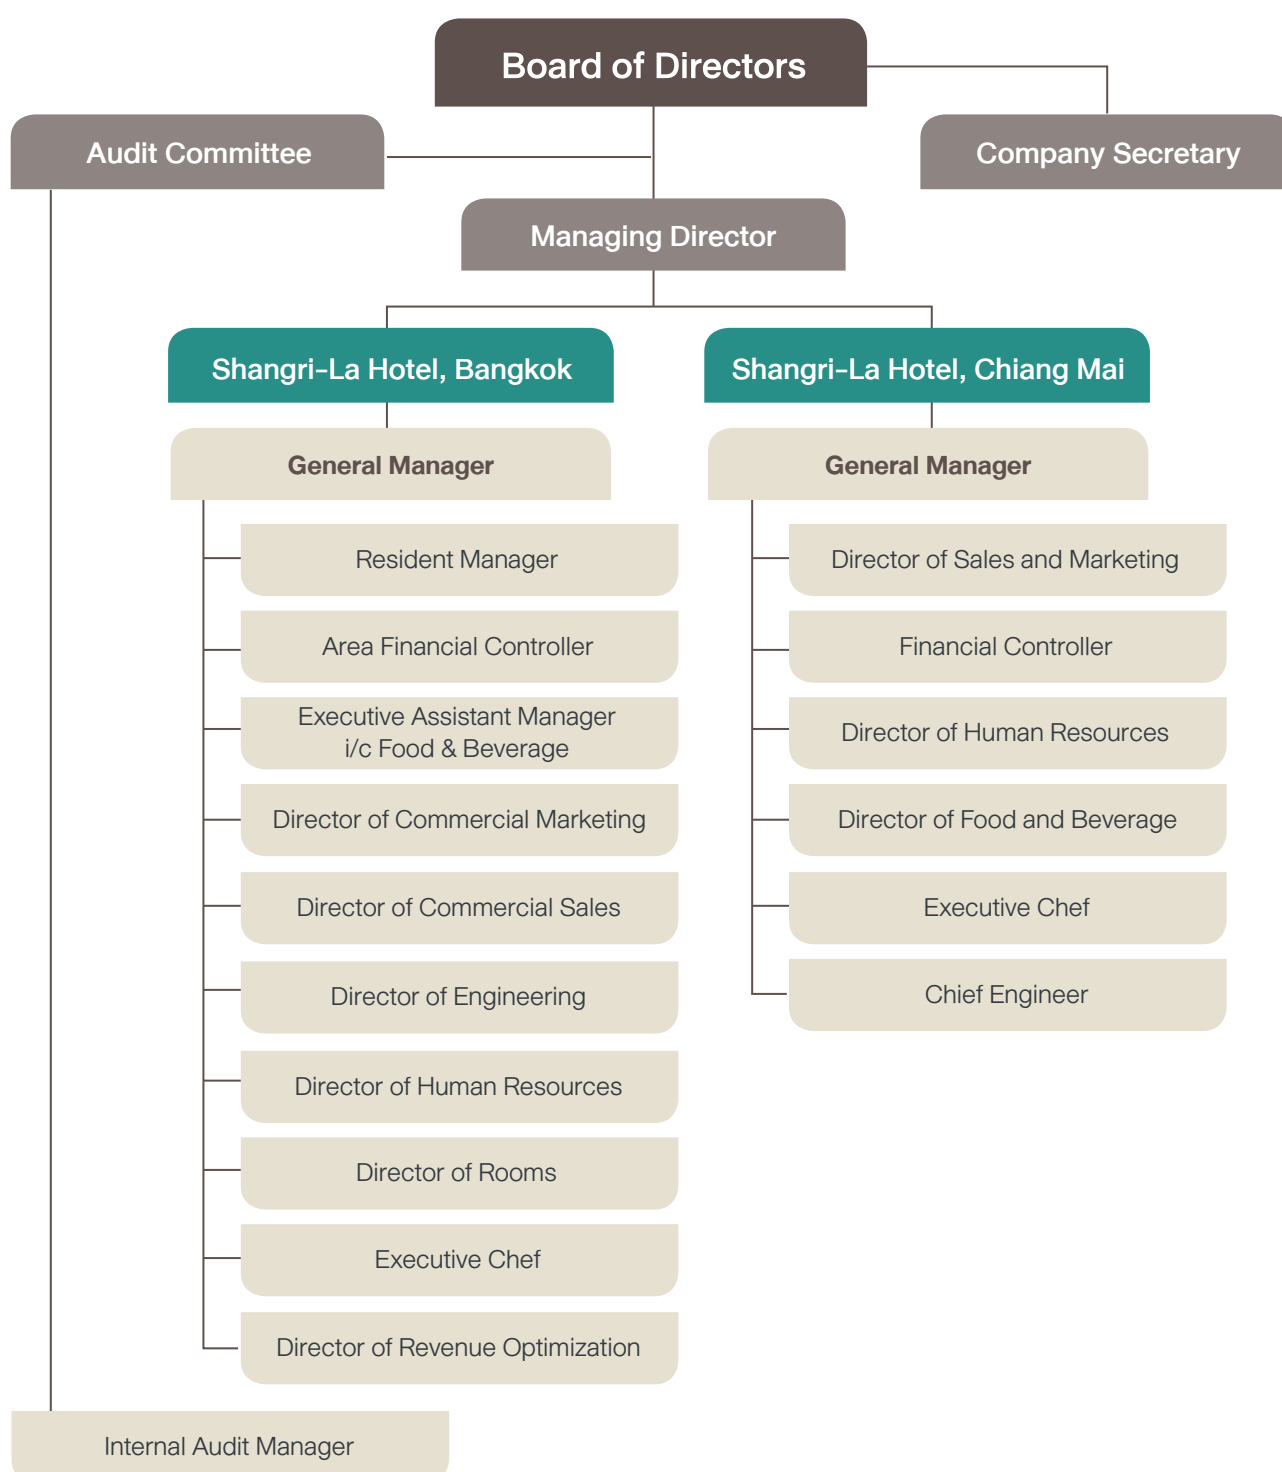 Board of Directors
Audit Committee
Company Secretary
Managing Director
Shangri-La Hotel, Bangkok
General Manager
Resident Manager
Area Financial Controller
Executive Assistant Manager
i/c Food & Beverage
Director of Commercial Marketing
Director of Commercial Sales
Director of Engineering
Director of Human Resources
Director of Rooms
Executive Chef
Director of Revenue Optimization
Shangri-La Hotel, Chiang Mai
General Manager
Director of Sales and Marketing
Financial Controller
Director of Human Resources
Director of Food and Beverage
Executive Chef
Chief Engineer
Internal Audit Manager